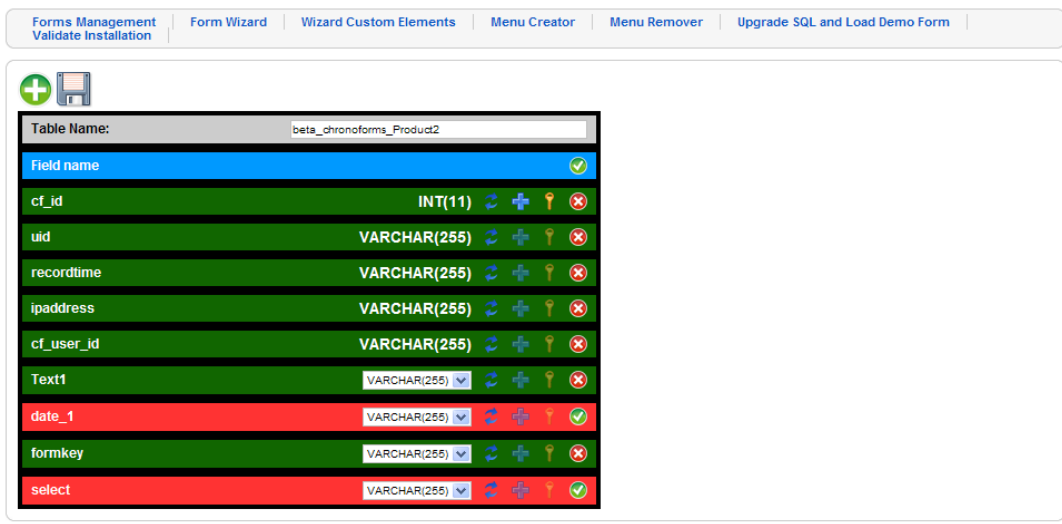 Forms Management | Form Wizard | Wizard Custom Elements | Menu Creator | Menu Remover | Upgrade SQL and Load Demo Form |
Validate Installation |
Table Name: beta_chronoforms_Product2
Field name
cf_id INT(11)
uid VARCHAR(255)
recordtime VARCHAR(255)
ipaddress VARCHAR(255)
cf_user_id VARCHAR(255)
Text1 VARCHAR(255)
date_1 VARCHAR(255)
formkey VARCHAR(255)
select VARCHAR(255)